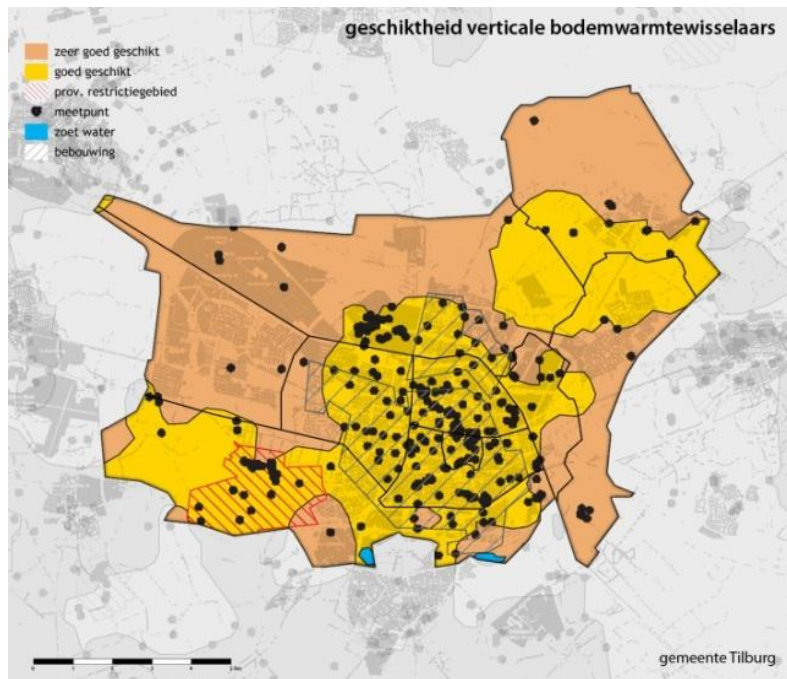 geschiktheid verticale bodemwarmtewisselaars
zeer goed geschikt
goed geschikt
prov. restrictiegebied
meetpunt
zoet water
bebouwing
gemeente Tilburg